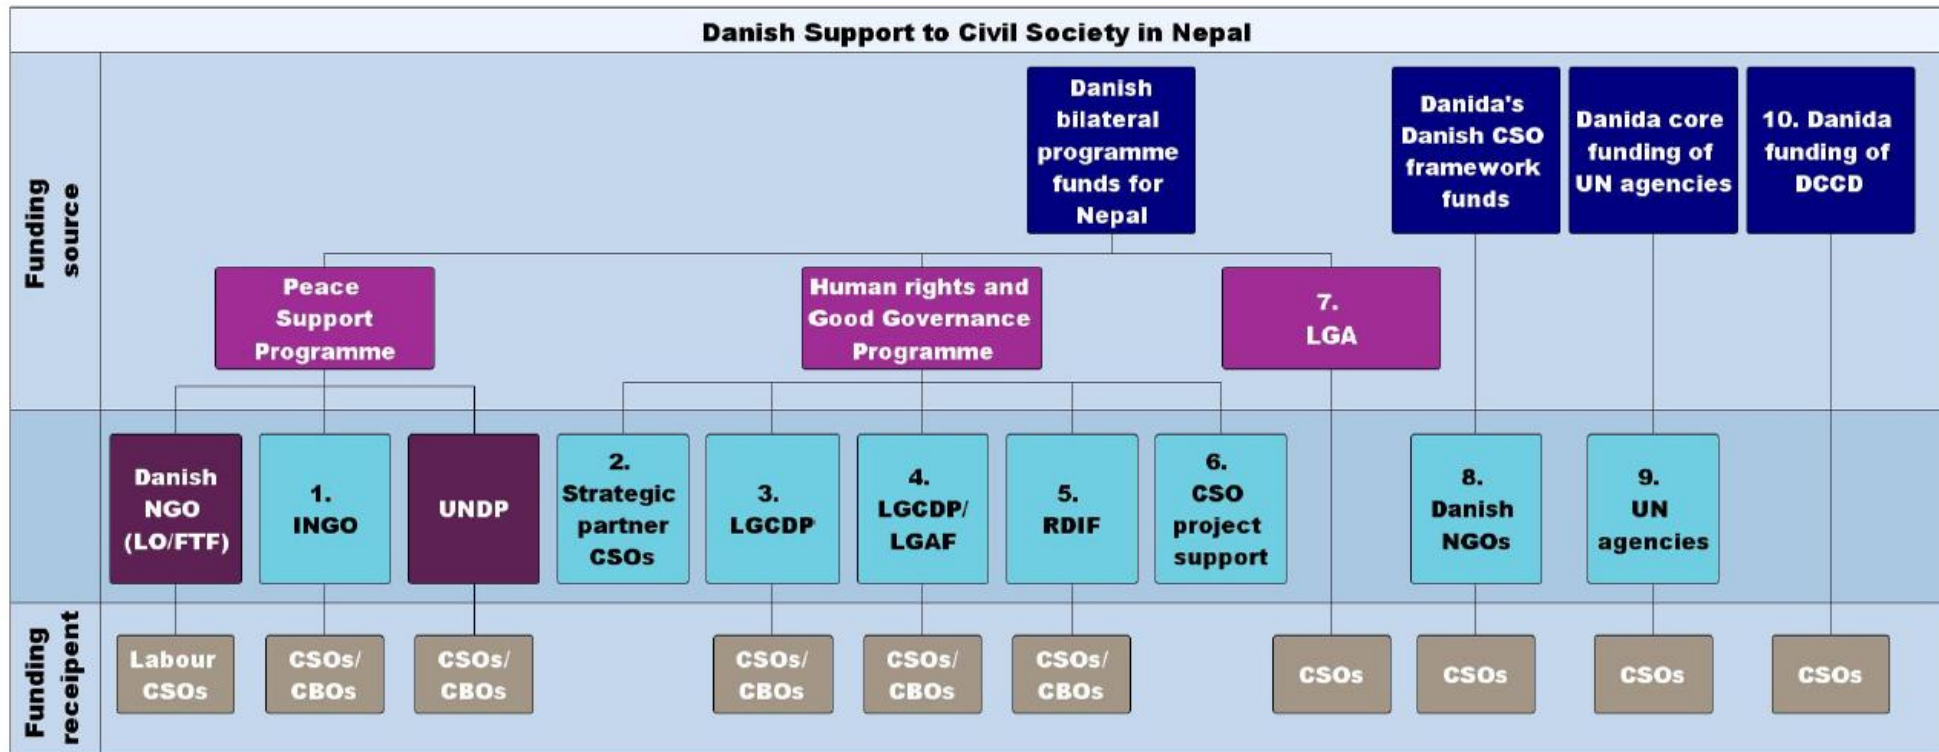 Danish Support to Civil Society in Nepal
Funding
source
Danish
bilateral
programme
funds for
Nepal
Danida's
Danish CSO
framework
funds
Danida core
funding of
UN agencies
10. Danida
funding of
DCCD
Peace
Support
Programme
Human rights and
Good Governance
Programme
7.
LGA
Danish
NGO
(LO/FTF)
1.
INGO
UNDP
2.
Strategic
partner
CSOs
3.
LGCDP
4.
LGCDP/
LGAF
5.
RDIF
6.
CSO
project
support
8.
Danish
NGOs
9.
UN
agencies
Funding
receipent
Labour
CSOs
CSOs/
CBOs
CSOs/
CBOs
CSOs/
CBOs
CSOs/
CBOs
CSOs/
CBOs
CSOs
CSOs
CSOs
CSOs